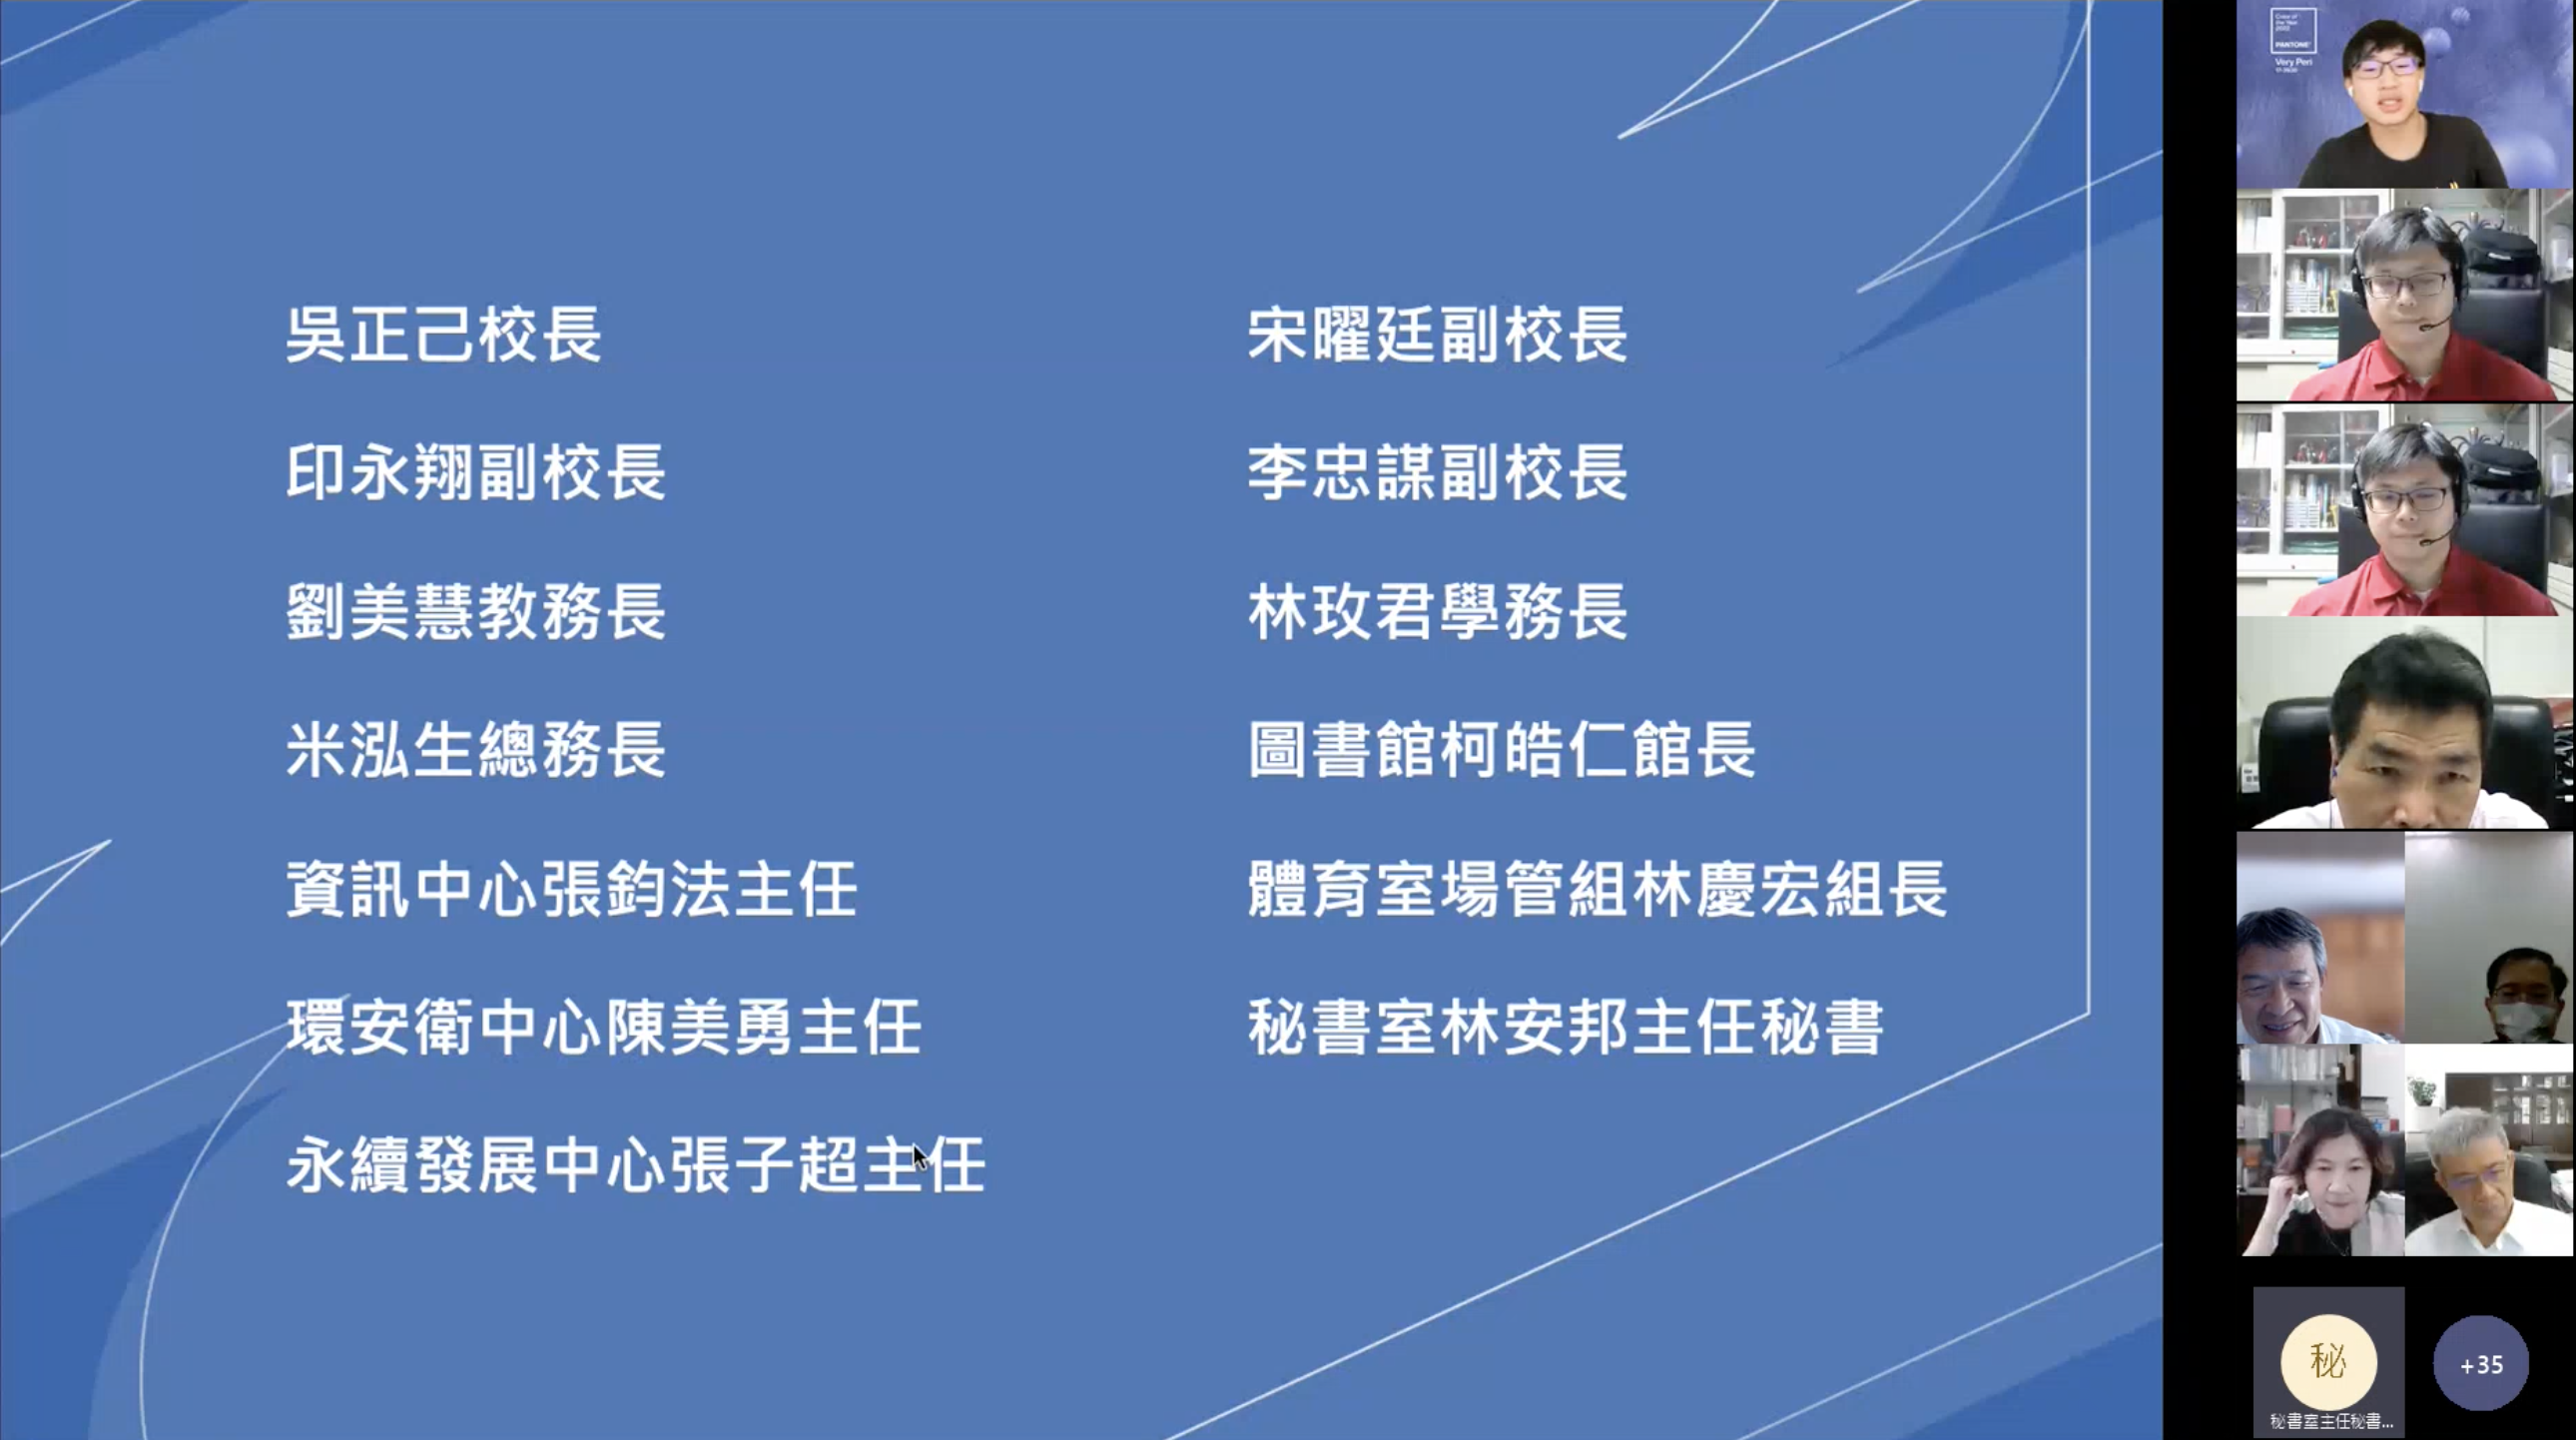 吳正己校長
宋曜廷副校長
印永翔副校長
李忠謀副校長
劉美慧教務長
林玫君學務長
米泓生總務長
圖書館柯皓仁館長
資訊中心張鈞法主任
體育室場管組林慶宏組長
環安衛中心陳美勇主任
秘書室林安邦主任秘書
永續發展中心張子超主任
Color of
the Year
2022
PANTONE
Very Peri
秘
秘書室主任秘書...
+35